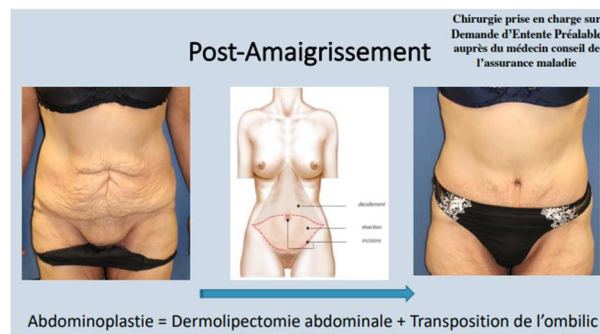 Chirurgie prise en charge sur
Demande d'Entente Préalable
auprès du médecin conseil de
l'assurance maladie
Post-Amaigrissement
décollement
résection
incisions
Abdominoplastie = Dermolipectomie abdominale + Transposition de l'ombilic